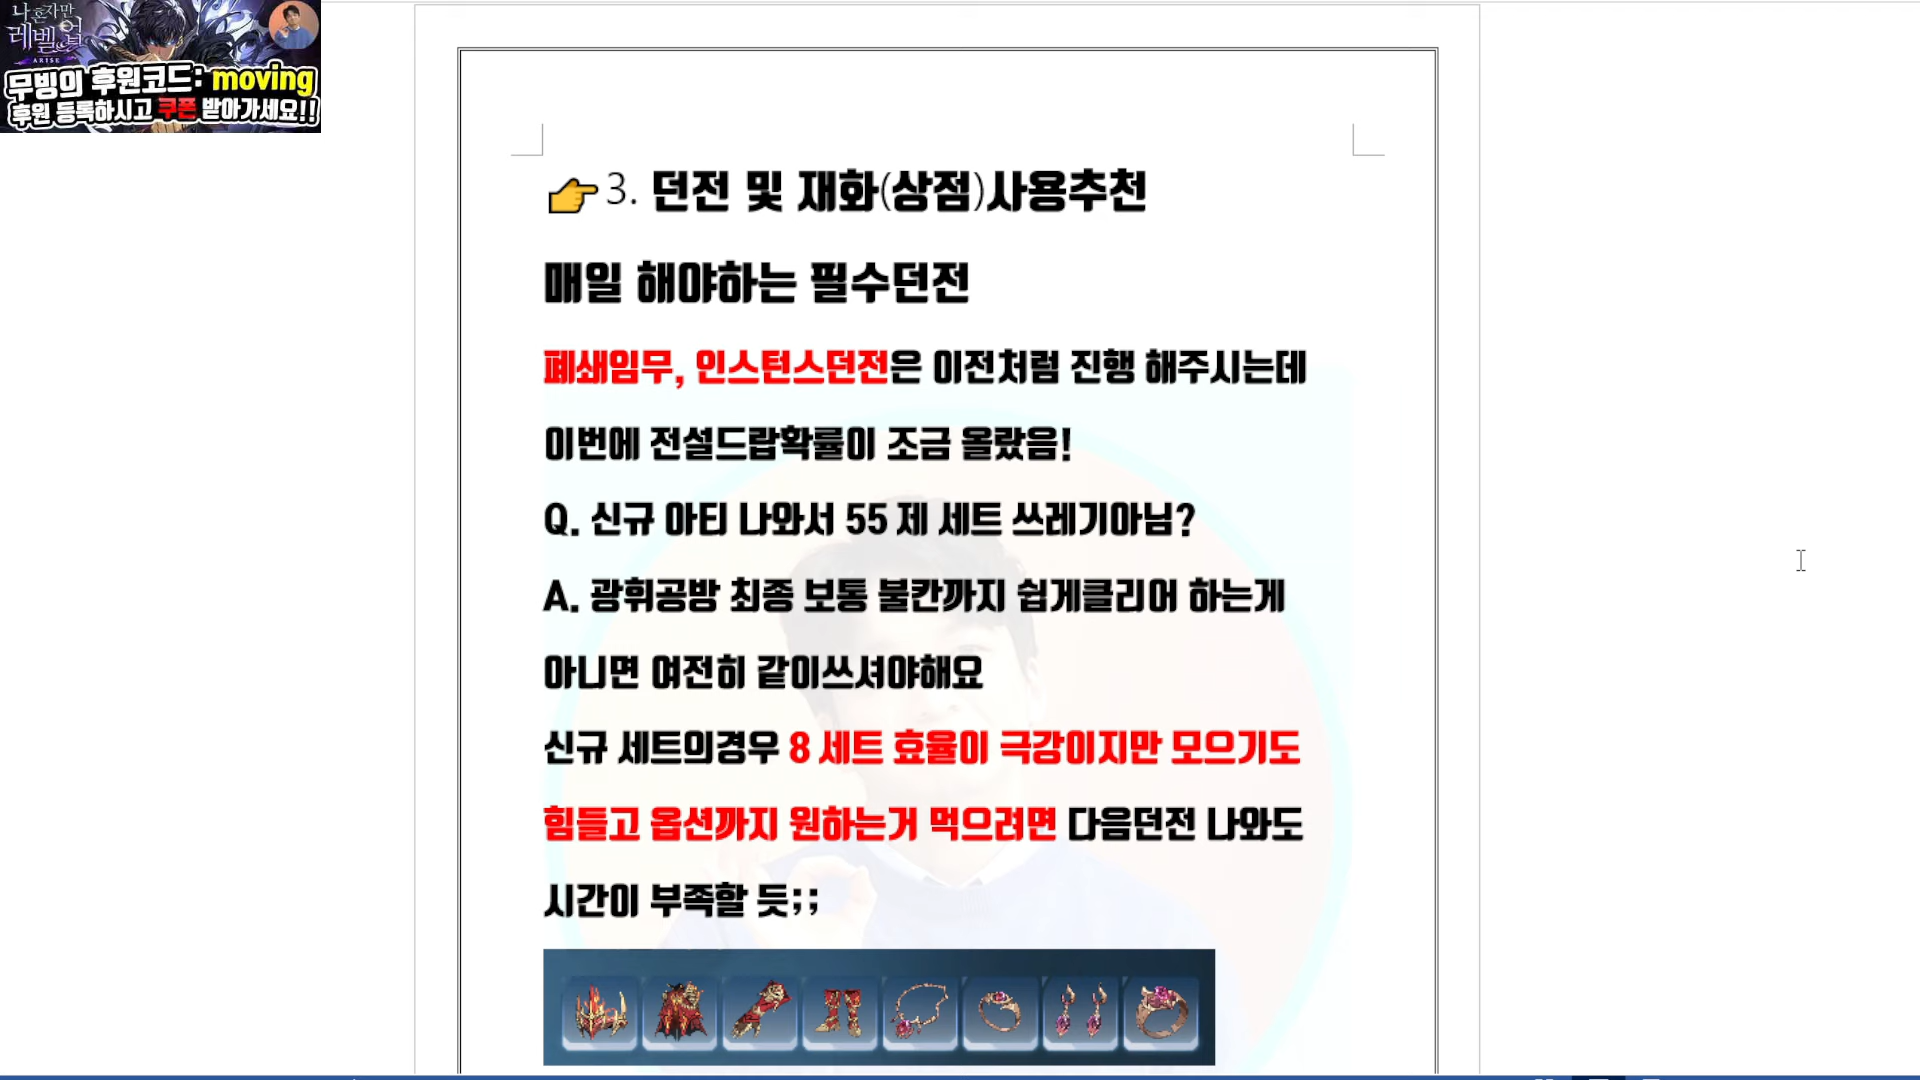 나 혼자만
레벨업
ARISE
무빙의 후원코드: moving
후원 등록하시고 쿠폰 받아가세요!!
👉3. 던전 및 재화(상점)사용추천
매일 해야하는 필수던전
폐쇄임무, 인스턴스던전은 이전처럼 진행 해주시는데
이번에 전설드랍확률이 조금 올랐음!
Q. 신규 아티 나와서 55제 세트 쓰레기아님?
A. 광휘공방 최종 보통 불칸까지 쉽게클리어 하는게
아니면 여전히 같이쓰셔야해요
신규 세트의경우 8세트 효율이 극강이지만 모으기도
힘들고 옵션까지 원하는거 먹으려면 다음던전 나와도
시간이 부족할 듯;;